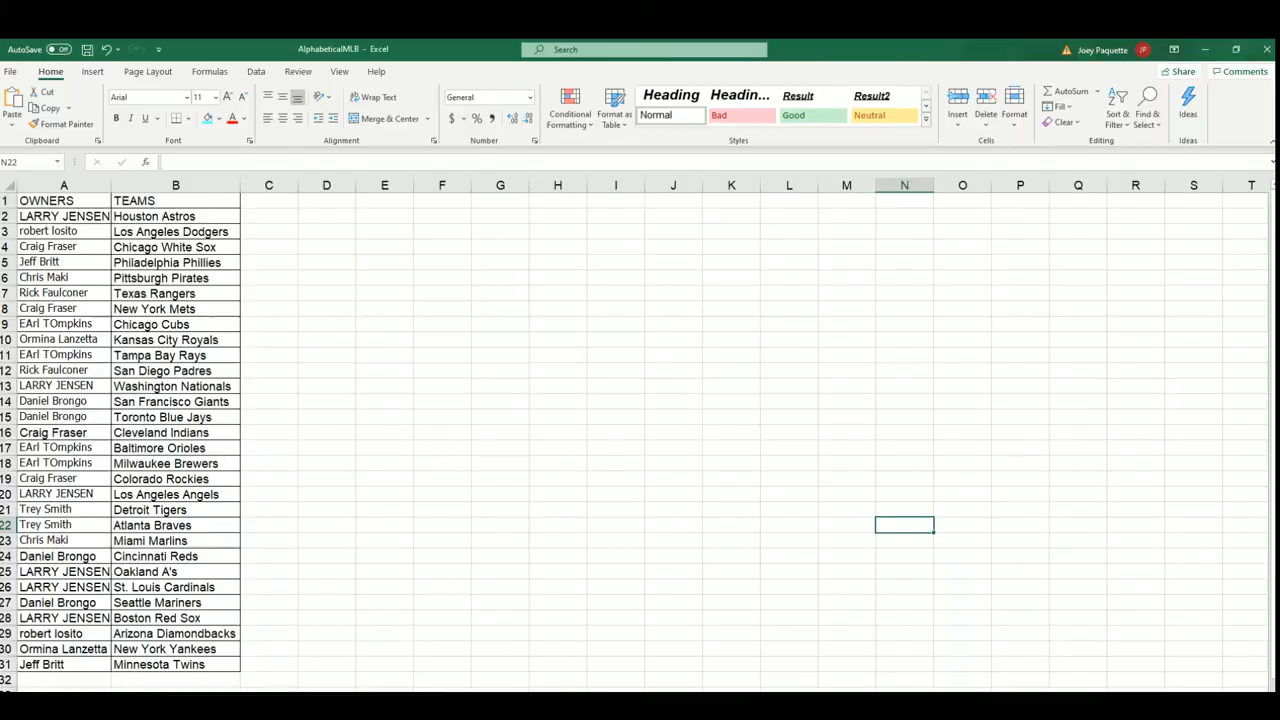 AutoSave Off AlphabeticalMLB - Excel Search Joey Paquette JP
File Home Insert Page Layout Formulas Data Review View Help Share Comments
Cut Arial 11 Wrap Text General Heading Headin... Result Result2 AutoSum
Paste Copy Conditional Formatting Format as Table Fill Sort & Filter Find & Select Ideas
Format Painter B I U Merge & Center $ % , Normal Bad Good Neutral Insert Delete Format Clear
Clipboard Font Alignment Number Styles Cells Editing Ideas
N22 fx
A B C D E F G H I J K L M N O P Q R S T
1 OWNERS TEAMS
2 LARRY JENSEN Houston Astros
3 robert losito Los Angeles Dodgers
4 Craig Fraser Chicago White Sox
5 Jeff Britt Philadelphia Phillies
6 Chris Maki Pittsburgh Pirates
7 Rick Faulconer Texas Rangers
8 Craig Fraser New York Mets
9 EArl TOmpkins Chicago Cubs
10 Ormina Lanzetta Kansas City Royals
11 EArl TOmpkins Tampa Bay Rays
12 Rick Faulconer San Diego Padres
13 LARRY JENSEN Washington Nationals
14 Daniel Brongo San Francisco Giants
15 Daniel Brongo Toronto Blue Jays
16 Craig Fraser Cleveland Indians
17 EArl TOmpkins Baltimore Orioles
18 EArl TOmpkins Milwaukee Brewers
19 Craig Fraser Colorado Rockies
20 LARRY JENSEN Los Angeles Angels
21 Trey Smith Detroit Tigers
22 Trey Smith Atlanta Braves
23 Chris Maki Miami Marlins
24 Daniel Brongo Cincinnati Reds
25 LARRY JENSEN Oakland A's
26 LARRY JENSEN St. Louis Cardinals
27 Daniel Brongo Seattle Mariners
28 LARRY JENSEN Boston Red Sox
29 robert losito Arizona Diamondbacks
30 Ormina Lanzetta New York Yankees
31 Jeff Britt Minnesota Twins
32